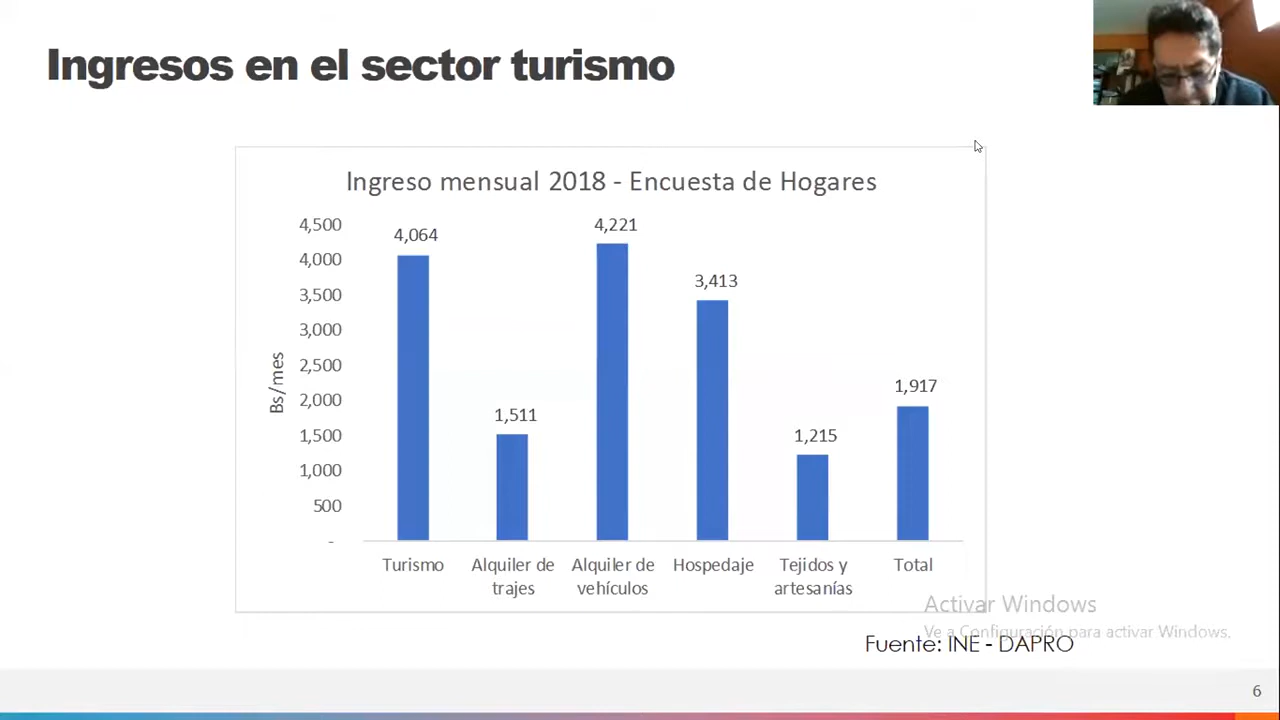 Ingresos en el sector turismo
Ingreso mensual 2018 - Encuesta de Hogares
4,500
4,000
3,500
3,000
2,500
2,000
1,500
1,000
500
-
Bs/mes
4,064
1,511
4,221
3,413
1,215
1,917
Turismo
Alquiler de
trajes
Alquiler de
vehículos
Hospedaje
Tejidos y
artesanías
Total
Activar Windows
Ve a Configuración para activar Windows.
Fuente: INE - DAPRO
6